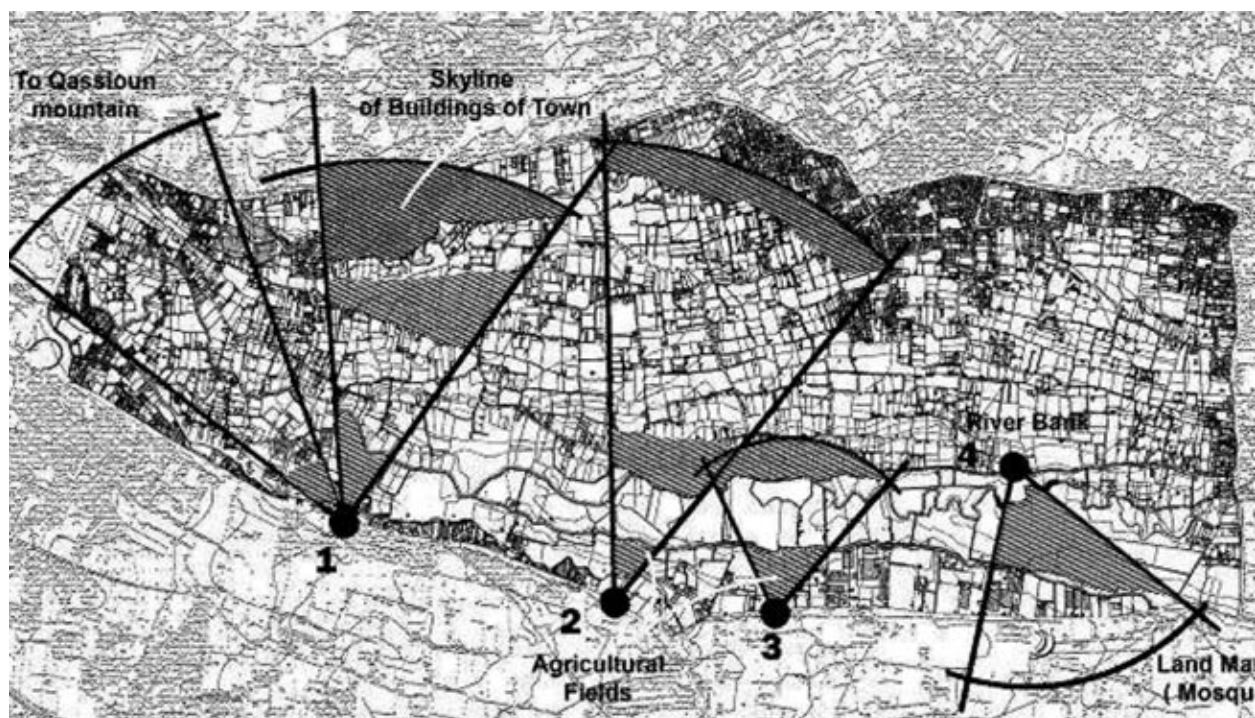 To Qassioun
mountain
Skyline
of Buildings of Town
River Bank
4
1
2
3
Agricultural
Fields
Land Ma
( Mosqu